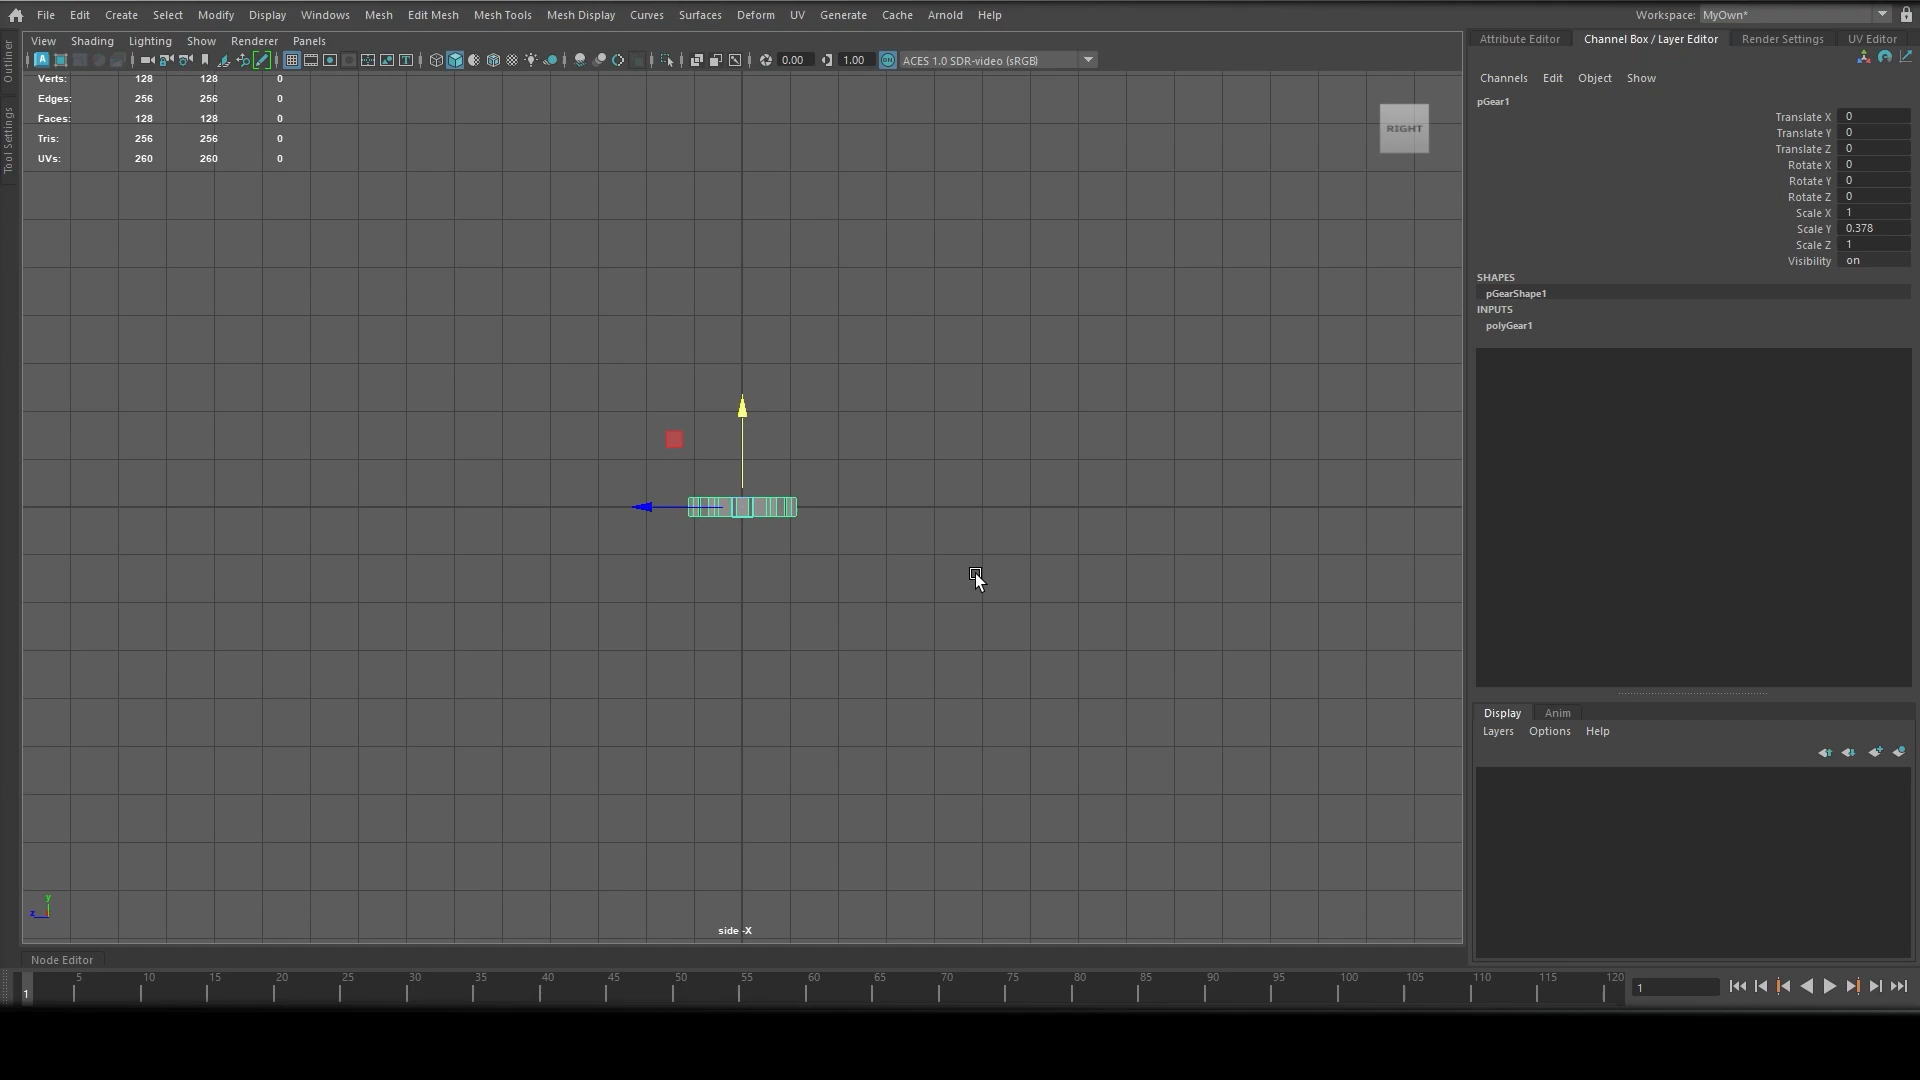 File Edit Create Select Modify Display Windows Mesh Edit Mesh Mesh Tools Mesh Display Curves Surfaces Deform UV Generate Cache Arnold Help Workspace: MyOwn*
View Shading Lighting Show Renderer Panels
0.00 1.00 ON ACES 1.0 SDR-video (sRGB)
Outliner
Tool Settings
Verts: 128 128 0
Edges: 256 256 0
Faces: 128 128 0
Tris: 256 256 0
UVs: 260 260 0
RIGHT
y
z
side -X
Attribute Editor Channel Box / Layer Editor Render Settings UV Editor
Channels Edit Object Show
pGear1
Translate X 0
Translate Y 0
Translate Z 0
Rotate X 0
Rotate Y 0
Rotate Z 0
Scale X 1
Scale Y 0.378
Scale Z 1
Visibility on
SHAPES
pGearShape1
INPUTS
polyGear1
Display Anim
Layers Options Help
Node Editor
5 10 15 20 25 30 35 40 45 50 55 60 65 70 75 80 85 90 95 100 105 110 115 120
1 1